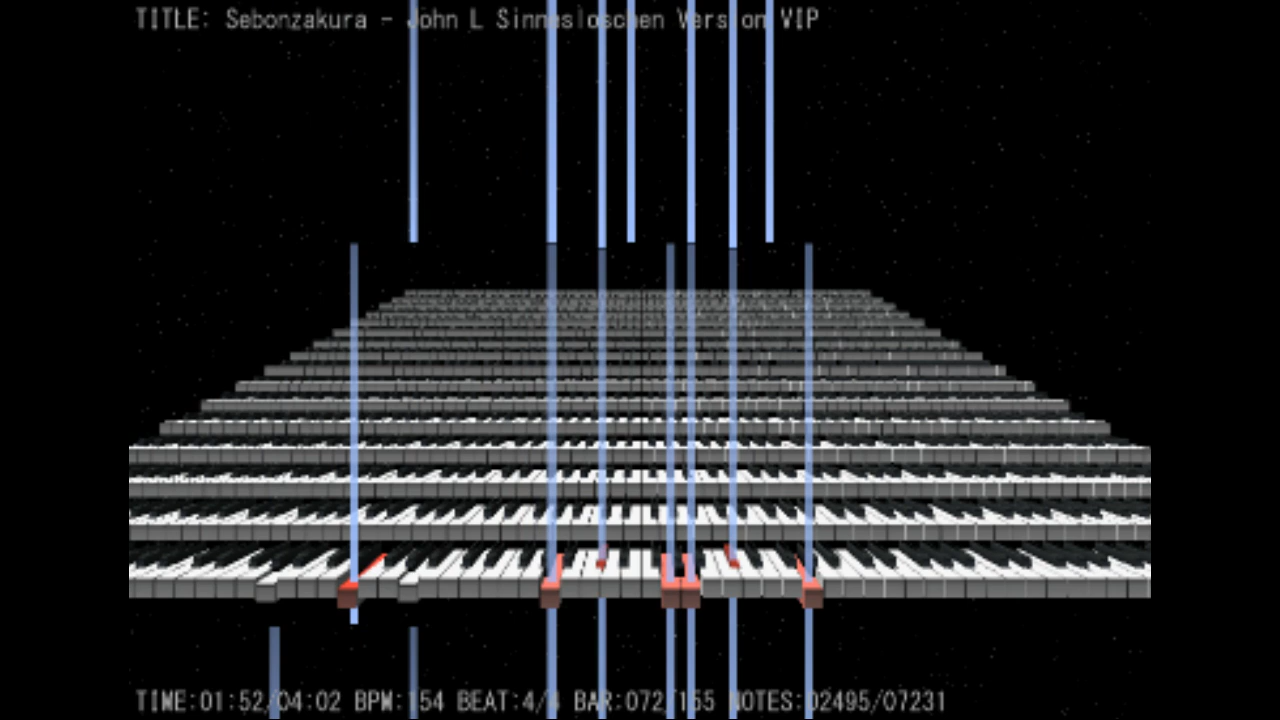 TITLE: Sebonzakura - John L Sinnesloschen Version VIP
TIME:01:52/04:02 BPM:154 BEAT:4/4 BAR:072/155 NOTES:02495/07231